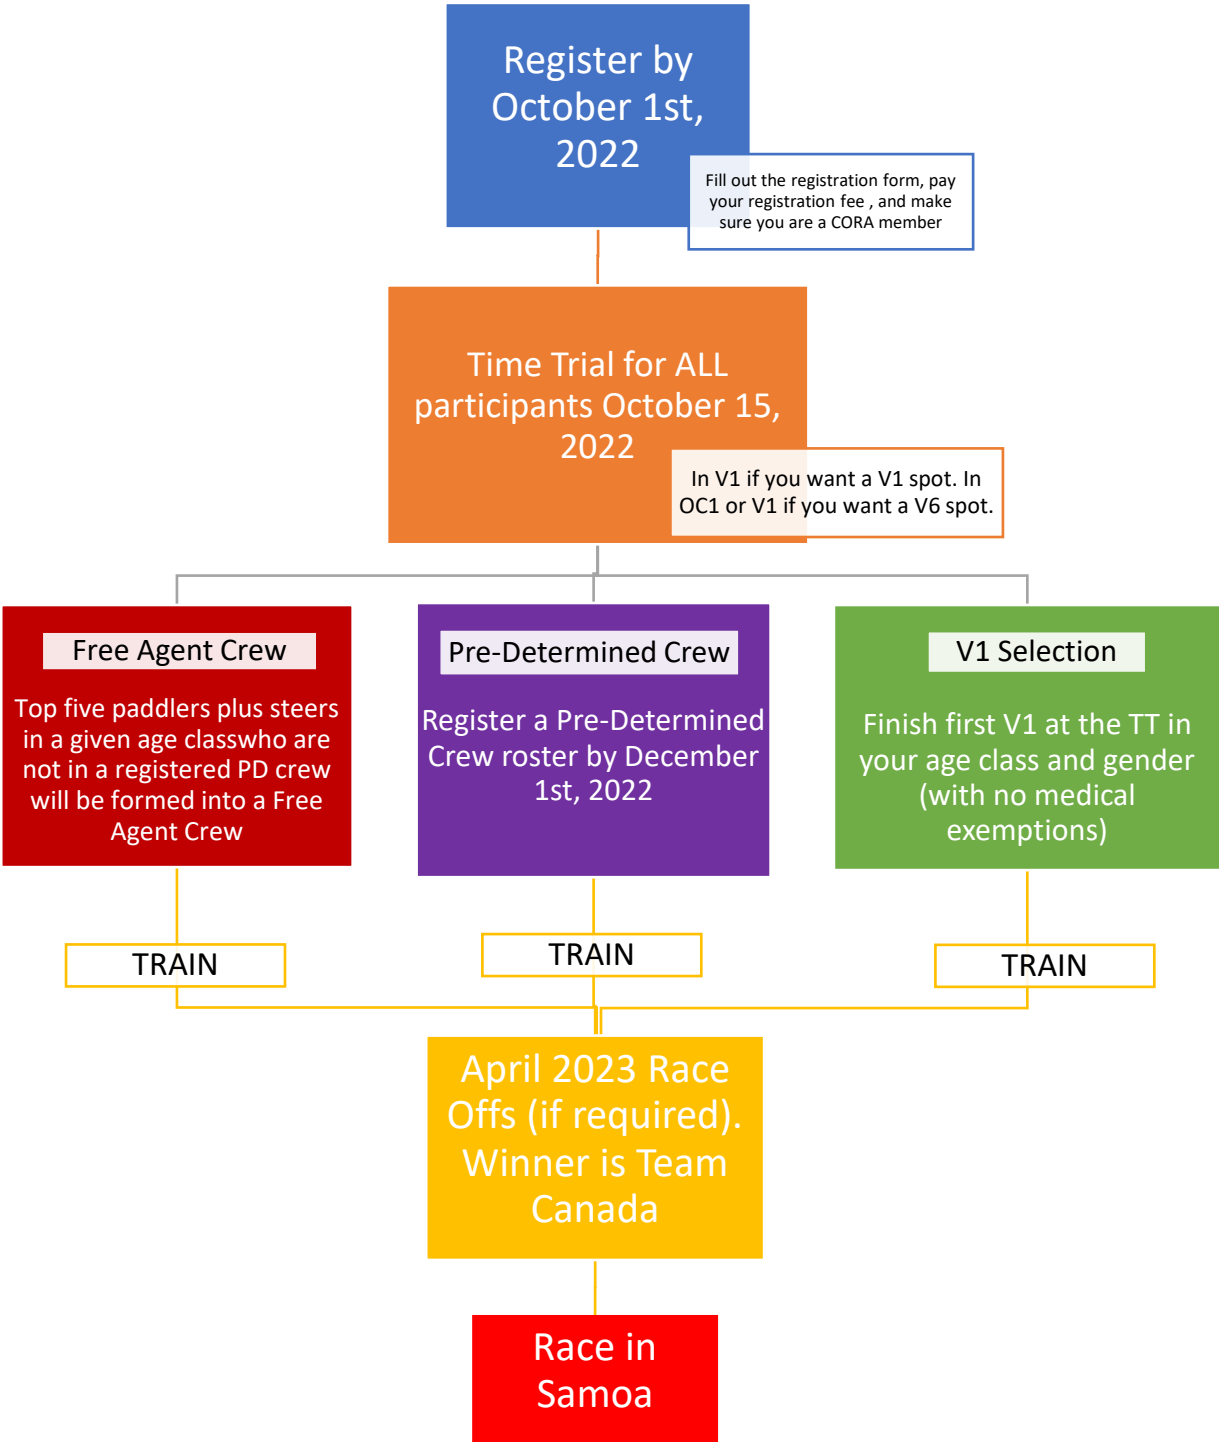 Register by
October 1st,
2022
Fill out the registration form, pay
your registration fee , and make
sure you are a CORA member
Time Trial for ALL
participants October 15,
2022
In V1 if you want a V1 spot. In
OC1 or V1 if you want a V6 spot.
Free Agent Crew
Top five paddlers plus steers
in a given age classwho are
not in a registered PD crew
will be formed into a Free
Agent Crew
Pre-Determined Crew
Register a Pre-Determined
Crew roster by December
1st, 2022
V1 Selection
Finish first V1 at the TT in
your age class and gender
(with no medical
exemptions)
TRAIN
TRAIN
TRAIN
April 2023 Race
Offs (if required).
Winner is Team
Canada
Race in
Samoa